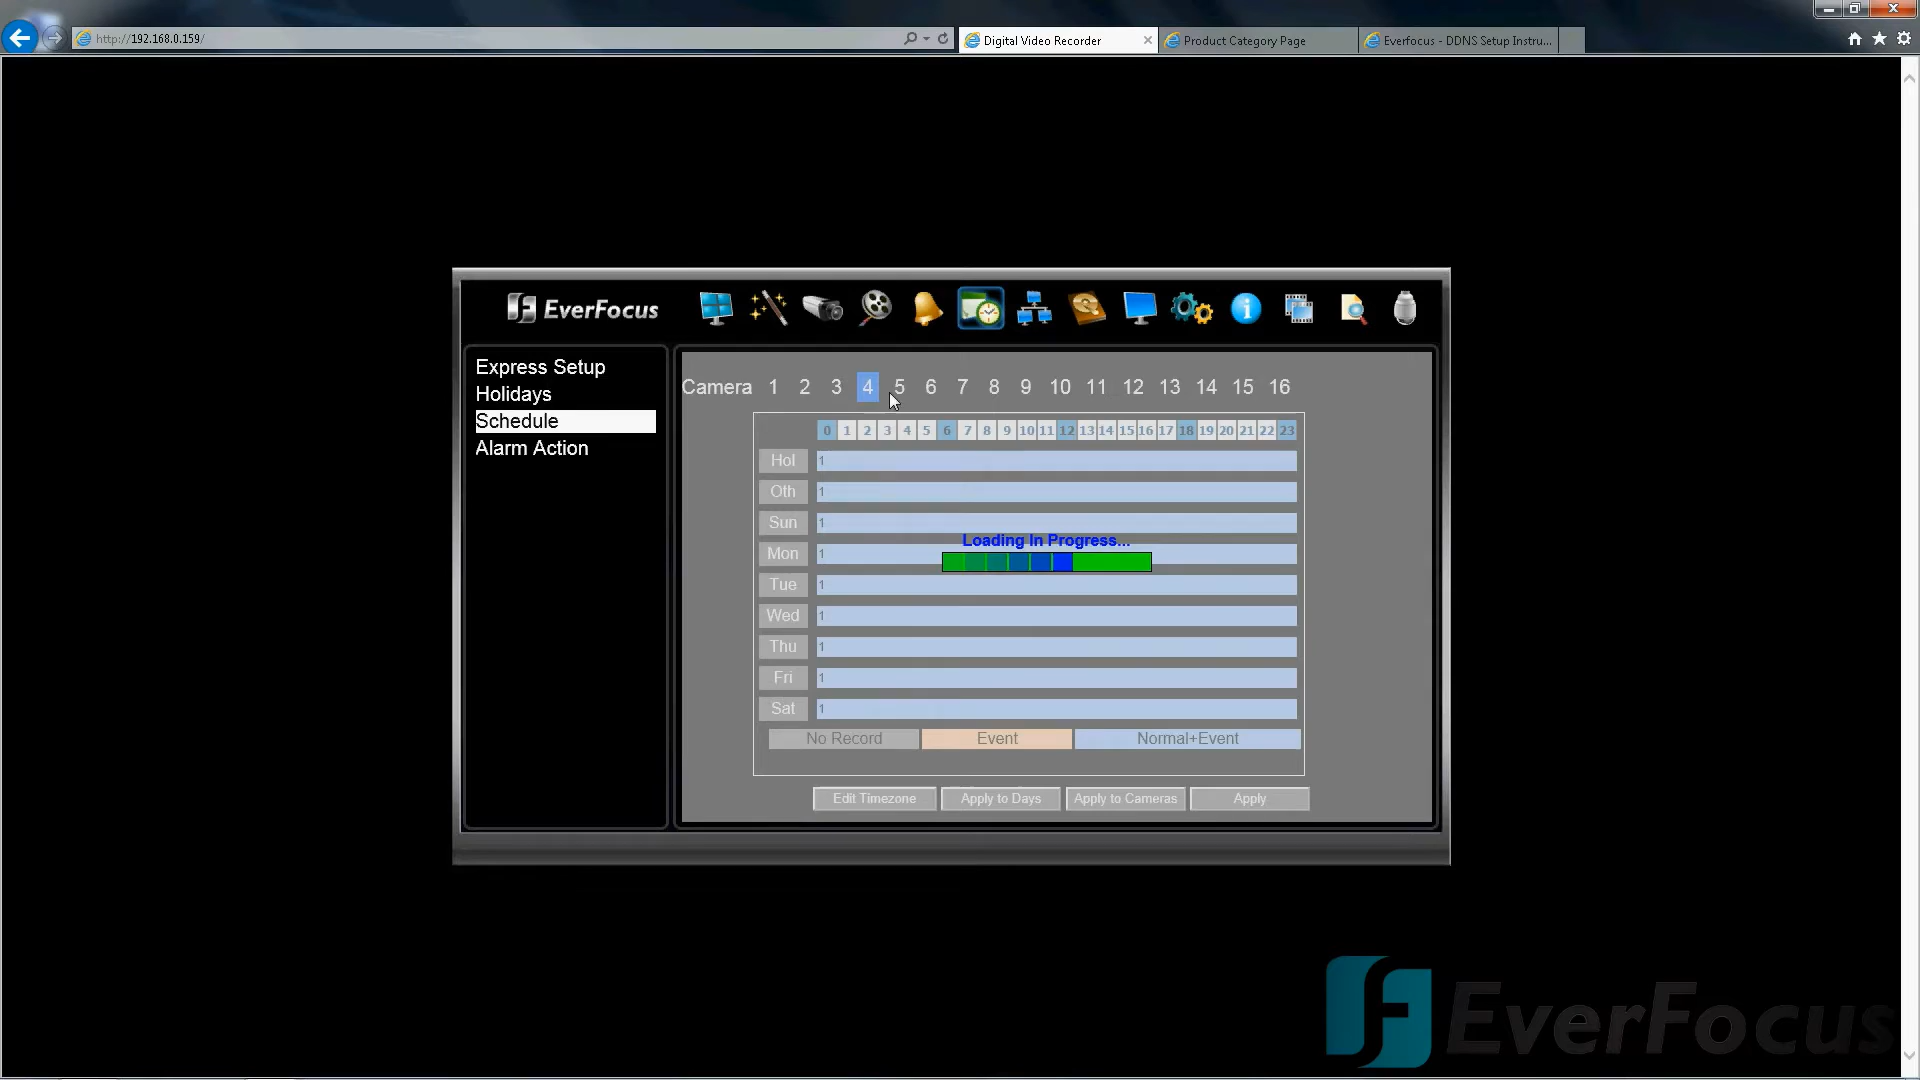 http://192.168.0.159/
Digital Video Recorder
Product Category Page
Everfocus - DDNS Setup Instru...
EverFocus
Express Setup
Holidays
Schedule
Alarm Action
Camera 1 2 3 4 5 6 7 8 9 10 11 12 13 14 15 16
0 1 2 3 4 5 6 7 8 9 10 11 12 13 14 15 16 17 18 19 20 21 22 23
Hol 1
Oth 1
Sun 1
Loading In Progress...
Mon 1
Tue 1
Wed 1
Thu 1
Fri 1
Sat 1
No Record Event Normal+Event
Edit Timezone Apply to Days Apply to Cameras Apply
EverFocus